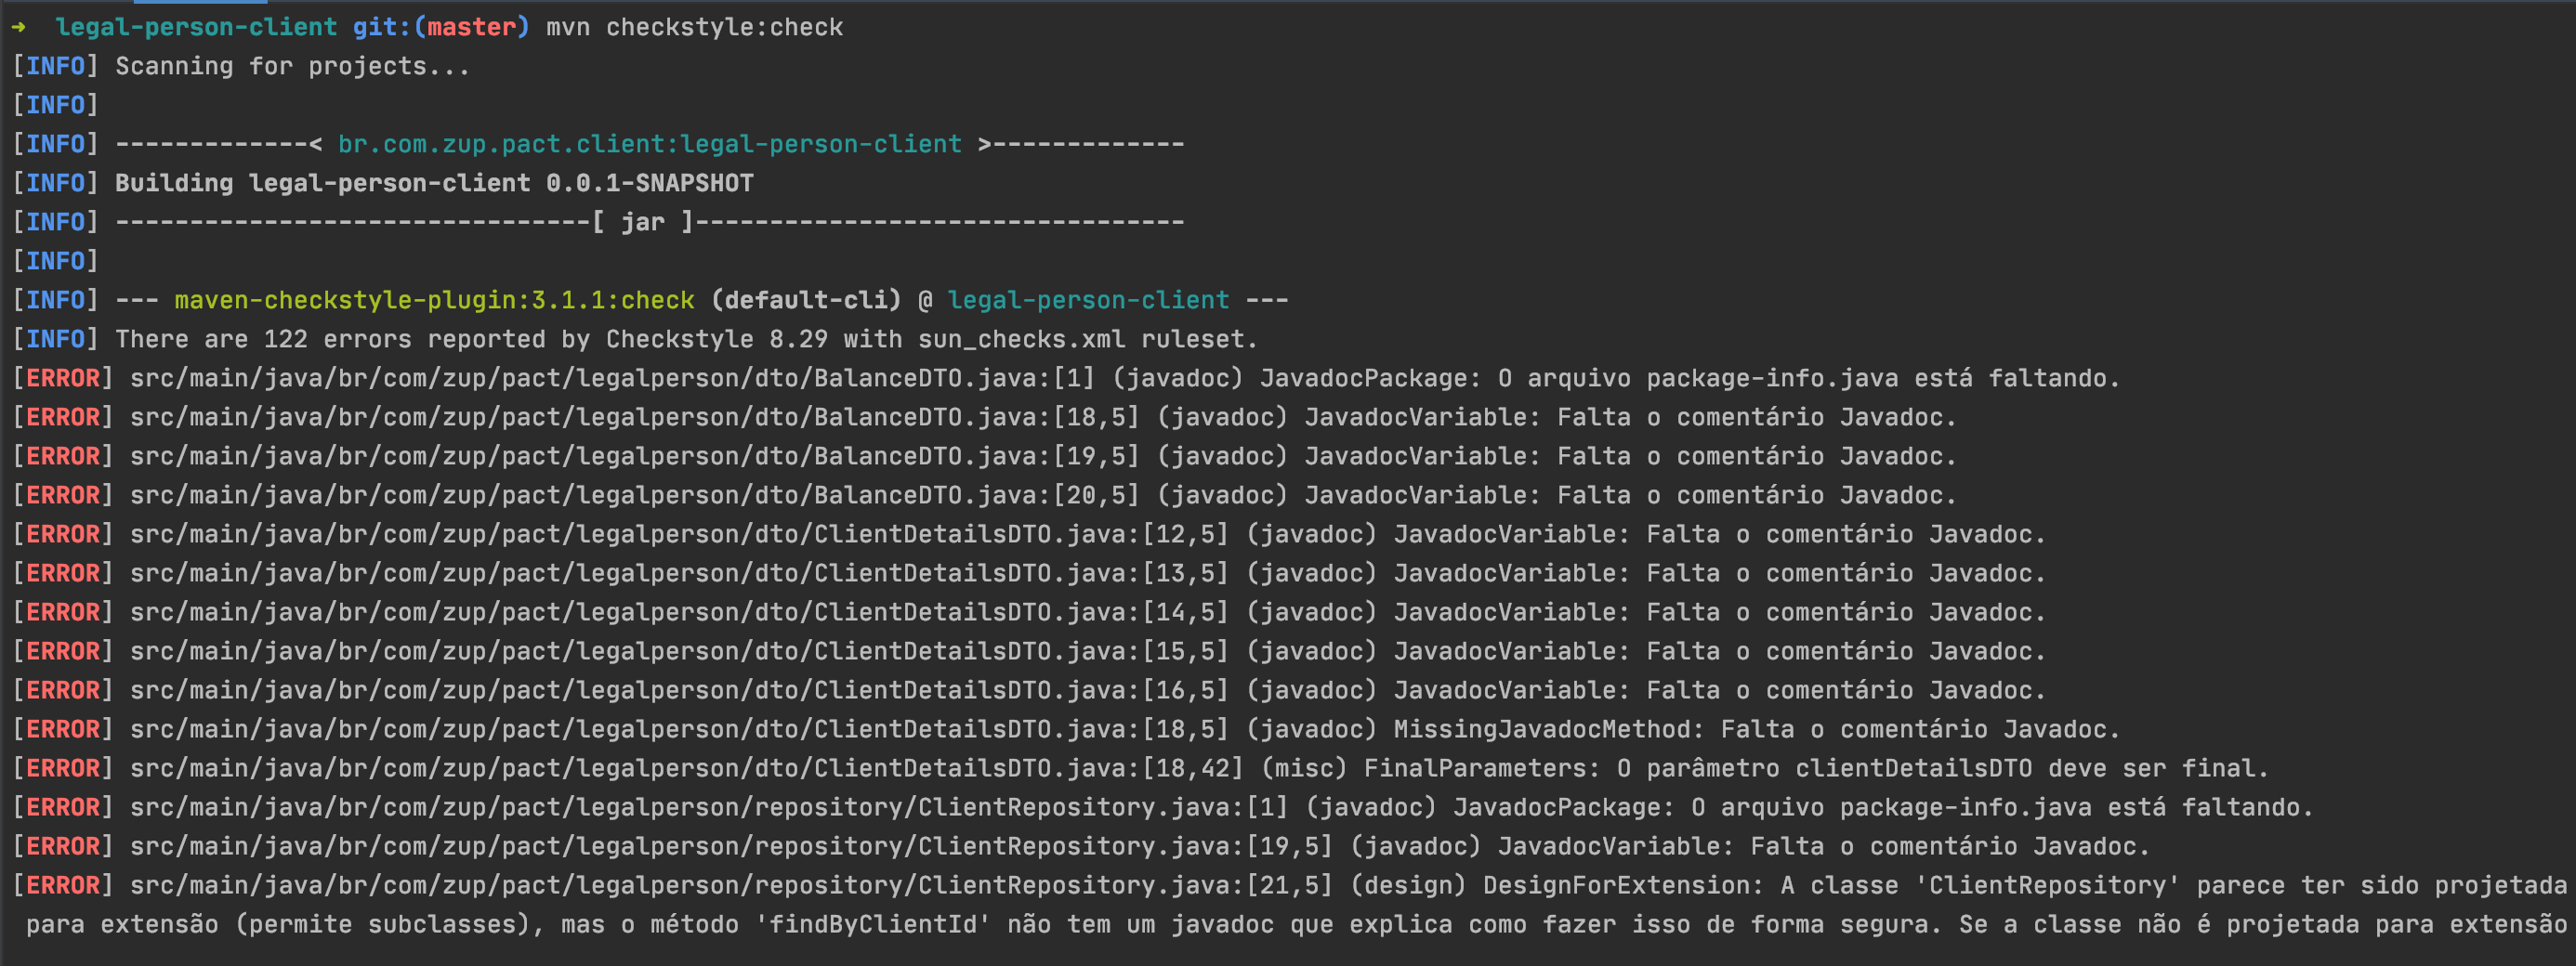 → legal-person-client git:(master) mvn checkstyle:check
[INFO] Scanning for projects...
[INFO]
[INFO] -------------< br.com.zup.pact.client:legal-person-client >-------------
[INFO] Building legal-person-client 0.0.1-SNAPSHOT
[INFO] --------------------------------[ jar ]---------------------------------
[INFO]
[INFO] --- maven-checkstyle-plugin:3.1.1:check (default-cli) @ legal-person-client ---
[INFO] There are 122 errors reported by Checkstyle 8.29 with sun_checks.xml ruleset.
[ERROR] src/main/java/br/com/zup/pact/legalperson/dto/BalanceDTO.java:[1] (javadoc) JavadocPackage: O arquivo package-info.java está faltando.
[ERROR] src/main/java/br/com/zup/pact/legalperson/dto/BalanceDTO.java:[18,5] (javadoc) JavadocVariable: Falta o comentário Javadoc.
[ERROR] src/main/java/br/com/zup/pact/legalperson/dto/BalanceDTO.java:[19,5] (javadoc) JavadocVariable: Falta o comentário Javadoc.
[ERROR] src/main/java/br/com/zup/pact/legalperson/dto/BalanceDTO.java:[20,5] (javadoc) JavadocVariable: Falta o comentário Javadoc.
[ERROR] src/main/java/br/com/zup/pact/legalperson/dto/ClientDetailsDTO.java:[12,5] (javadoc) JavadocVariable: Falta o comentário Javadoc.
[ERROR] src/main/java/br/com/zup/pact/legalperson/dto/ClientDetailsDTO.java:[13,5] (javadoc) JavadocVariable: Falta o comentário Javadoc.
[ERROR] src/main/java/br/com/zup/pact/legalperson/dto/ClientDetailsDTO.java:[14,5] (javadoc) JavadocVariable: Falta o comentário Javadoc.
[ERROR] src/main/java/br/com/zup/pact/legalperson/dto/ClientDetailsDTO.java:[15,5] (javadoc) JavadocVariable: Falta o comentário Javadoc.
[ERROR] src/main/java/br/com/zup/pact/legalperson/dto/ClientDetailsDTO.java:[16,5] (javadoc) JavadocVariable: Falta o comentário Javadoc.
[ERROR] src/main/java/br/com/zup/pact/legalperson/dto/ClientDetailsDTO.java:[18,5] (javadoc) MissingJavadocMethod: Falta o comentário Javadoc.
[ERROR] src/main/java/br/com/zup/pact/legalperson/dto/ClientDetailsDTO.java:[18,42] (misc) FinalParameters: O parâmetro clientDetailsDTO deve ser final.
[ERROR] src/main/java/br/com/zup/pact/legalperson/repository/ClientRepository.java:[1] (javadoc) JavadocPackage: O arquivo package-info.java está faltando.
[ERROR] src/main/java/br/com/zup/pact/legalperson/repository/ClientRepository.java:[19,5] (javadoc) JavadocVariable: Falta o comentário Javadoc.
[ERROR] src/main/java/br/com/zup/pact/legalperson/repository/ClientRepository.java:[21,5] (design) DesignForExtension: A classe 'ClientRepository' parece ter sido projetada
para extensão (permite subclasses), mas o método 'findByClientId' não tem um javadoc que explica como fazer isso de forma segura. Se a classe não é projetada para extensão